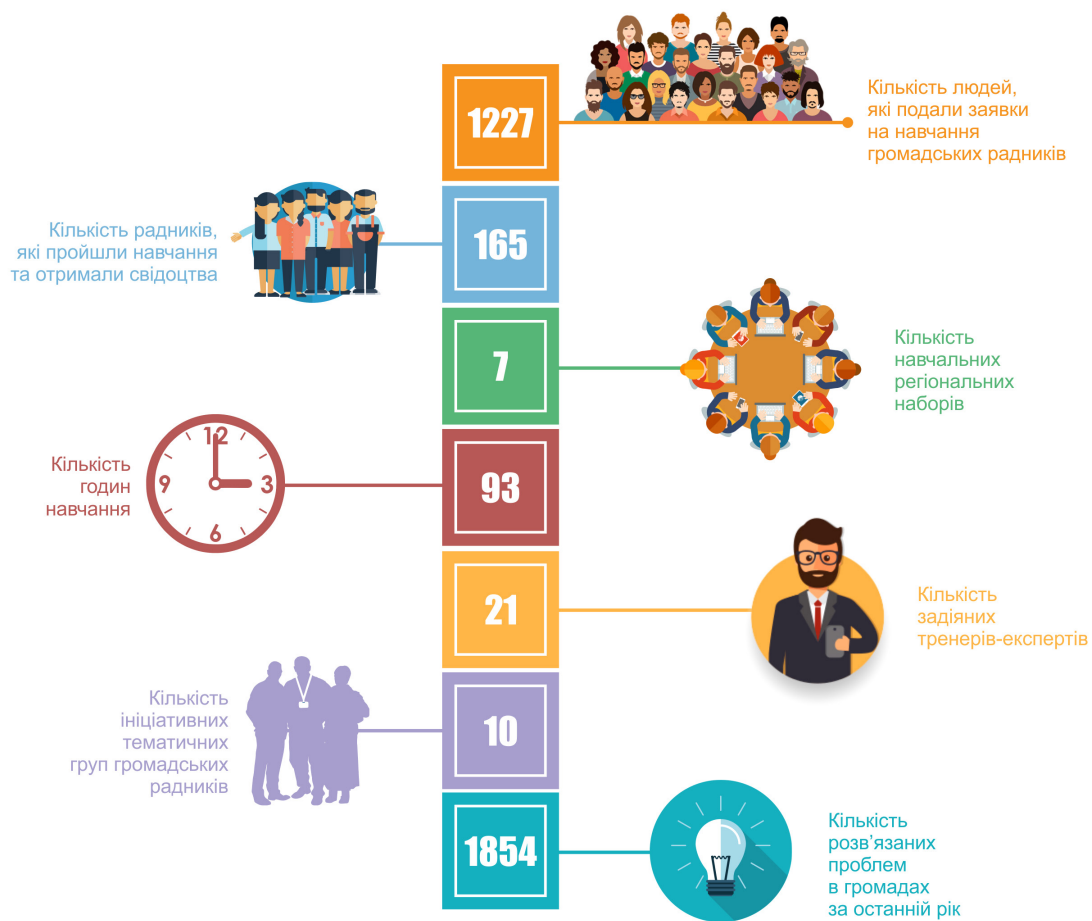 1227
Кількість людей,
які подали заявки
на навчання
громадських радників
Кількість радників,
які пройшли навчання
та отримали свідоцтва
165
7
Кількість
навчальних
регіональних
наборів
Кількість
годин
навчання
12
9
3
6
93
21
Кількість
задіяних
тренерів-експертів
Кількість
ініціативних
тематичних
груп громадських
радників
10
1854
Кількість
розв’язаних
проблем
в громадах
за останній рік